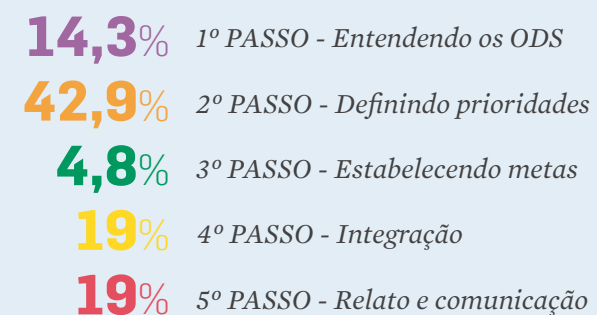 14,3% 1º PASSO - Entendendo os ODS
42,9% 2º PASSO - Definindo prioridades
4,8% 3º PASSO - Estabelecendo metas
19% 4º PASSO - Integração
19% 5º PASSO - Relato e comunicação